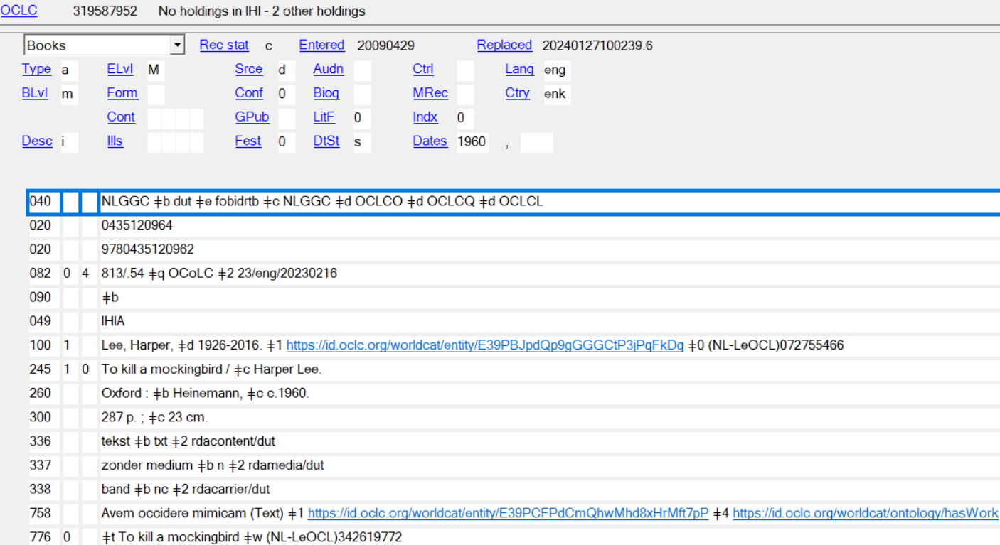 OCLC 319587952 No holdings in IHI - 2 other holdings
Books Rec stat c Entered 20090429 Replaced 20240127100239.6
Type a ELvl M Srce d Audn Ctrl Lang eng
BLvl m Form Conf 0 Biog MRec Ctry enk
Cont GPub LitF 0 Indx 0
Desc i Ills Fest 0 DtSt s Dates 1960 ,
040 NLGGC ǂb dut ǂe fobidrtb ǂc NLGGC ǂd OCLCO ǂd OCLCQ ǂd OCLCL
020 0435120964
020 9780435120962
082 0 4 813/.54 ǂq OCoLC ǂ2 23/eng/20230216
090 ǂb
049 IHIA
100 1 Lee, Harper, ǂd 1926-2016. ǂ1 https://id.oclc.org/worldcat/entity/E39PBJpdQp9gGGGCtP3jPqFkDq ǂ0 (NL-LeOCL)072755466
245 1 0 To kill a mockingbird / ǂc Harper Lee.
260 Oxford : ǂb Heinemann, ǂc c.1960.
300 287 p. ; ǂc 23 cm.
336 tekst ǂb txt ǂ2 rdacontent/dut
337 zonder medium ǂb n ǂ2 rdamedia/dut
338 band ǂb nc ǂ2 rdacarrier/dut
758 Avem occidere mimicam (Text) ǂ1 https://id.oclc.org/worldcat/entity/E39PCFPdCmQhwMhd8xHrMft7pP ǂ4 https://id.oclc.org/worldcat/ontology/hasWork
776 0 ǂt To kill a mockingbird ǂw (NL-LeOCL)342619772